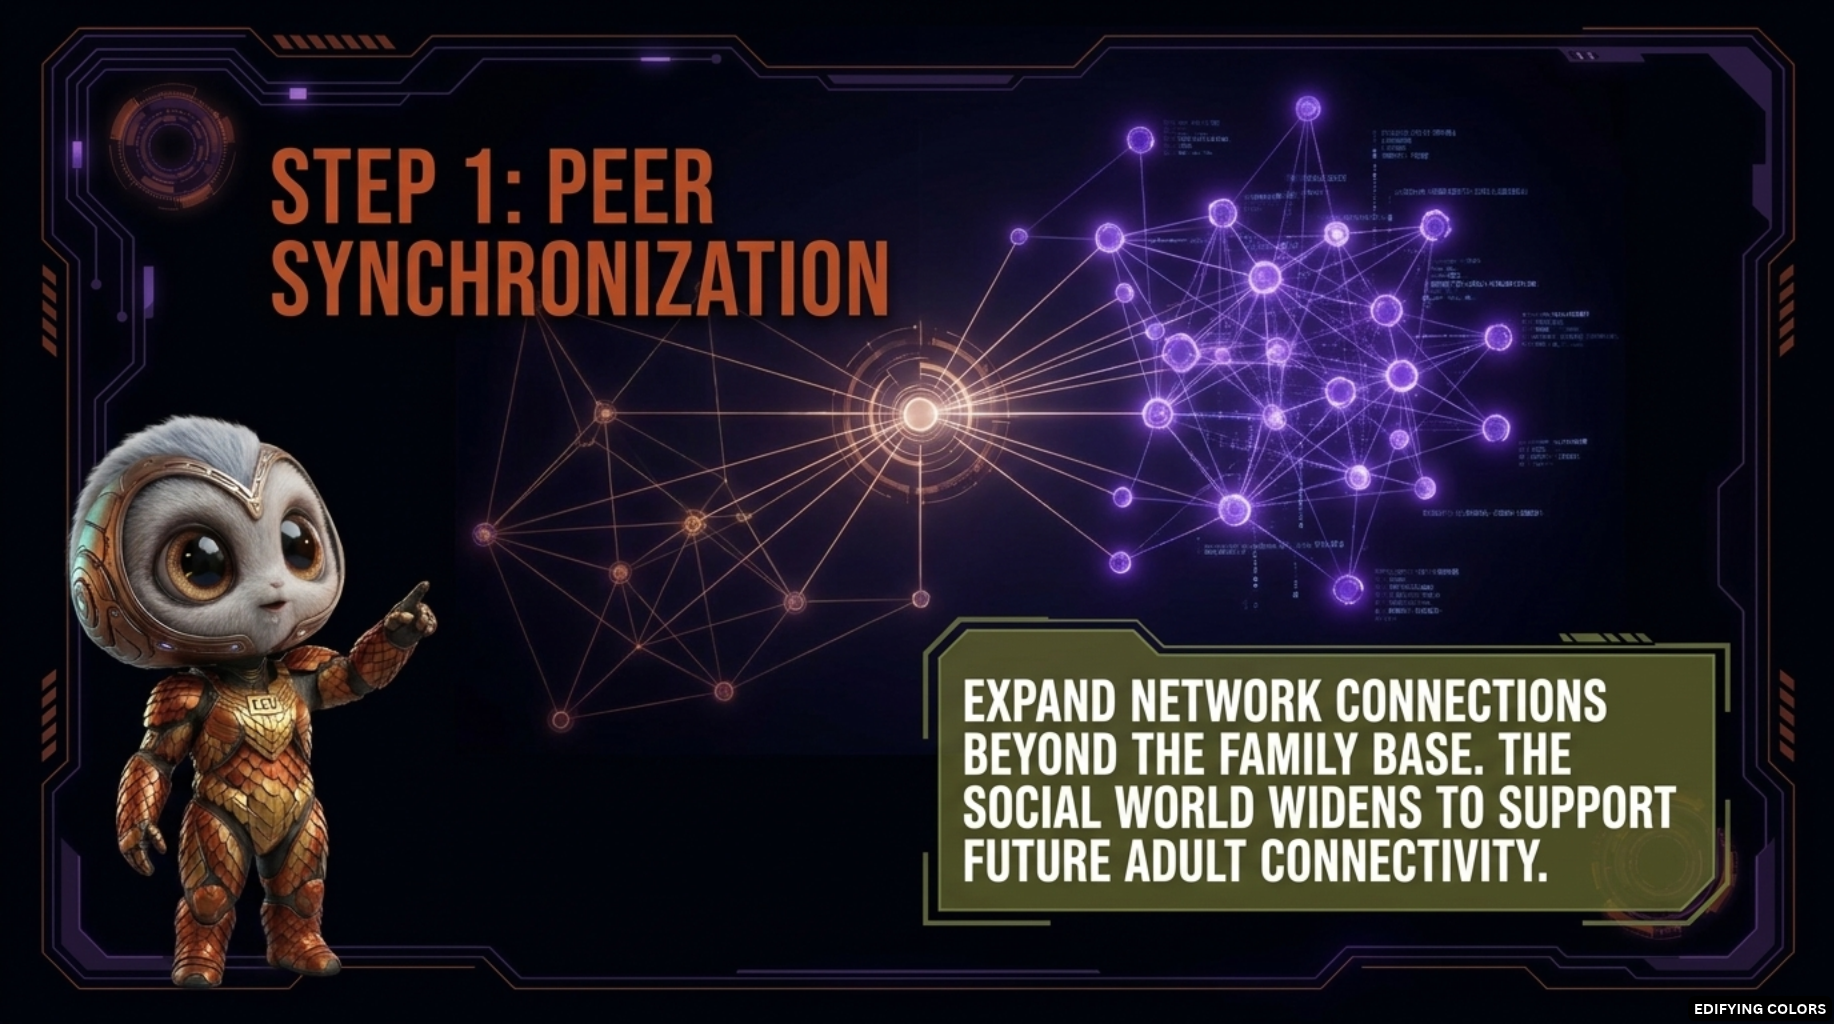 STEP 1: PEER
SYNCHRONIZATION
EXPAND NETWORK CONNECTIONS
BEYOND THE FAMILY BASE. THE
SOCIAL WORLD WIDENS TO SUPPORT
FUTURE ADULT CONNECTIVITY.
EDIFYING COLORS